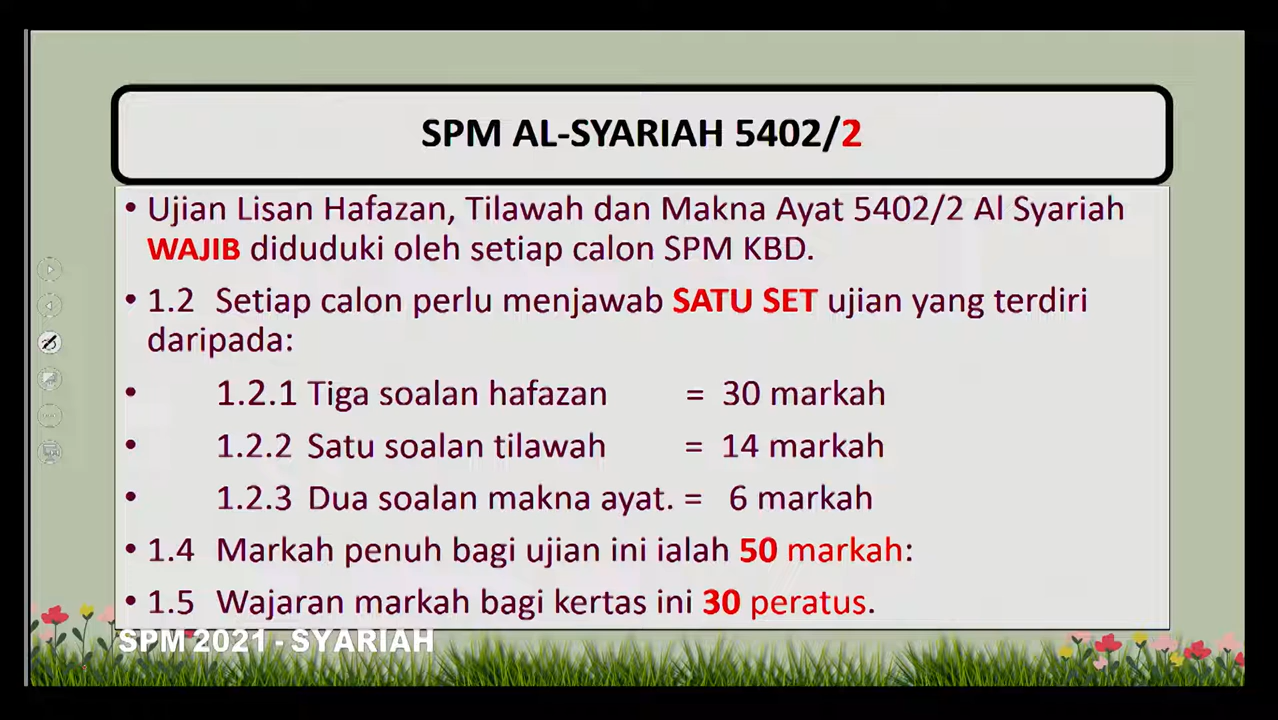 SPM AL-SYARIAH 5402/2
• Ujian Lisan Hafazan, Tilawah dan Makna Ayat 5402/2 Al Syariah
WAJIB diduduki oleh setiap calon SPM KBD.
• 1.2 Setiap calon perlu menjawab SATU SET ujian yang terdiri
daripada:
• 1.2.1 Tiga soalan hafazan = 30 markah
• 1.2.2 Satu soalan tilawah = 14 markah
• 1.2.3 Dua soalan makna ayat. = 6 markah
• 1.4 Markah penuh bagi ujian ini ialah 50 markah:
• 1.5 Wajaran markah bagi kertas ini 30 peratus.
SPM 2021 - SYARIAH